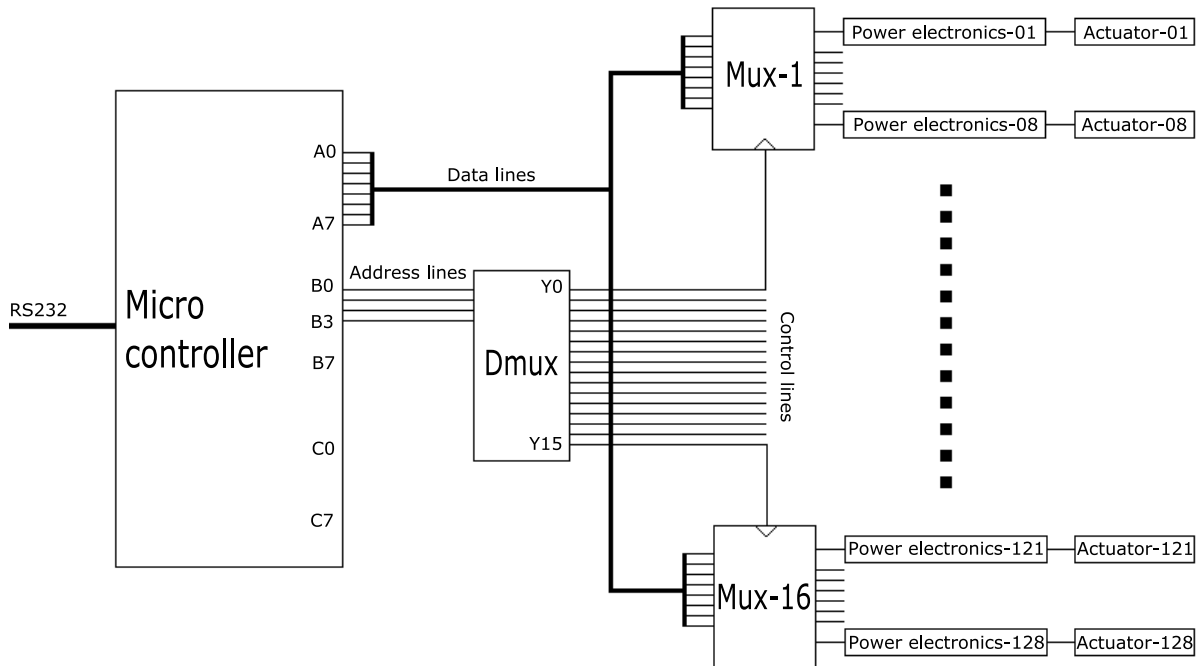 Power electronics-01
Actuator-01
Mux-1
Power electronics-08
Actuator-08
A0
Data lines
A7
Address lines
B0
Y0
RS232
Micro
controller
B3
B7
Dmux
Control lines
Y15
C0
C7
Power electronics-121
Actuator-121
Mux-16
Power electronics-128
Actuator-128